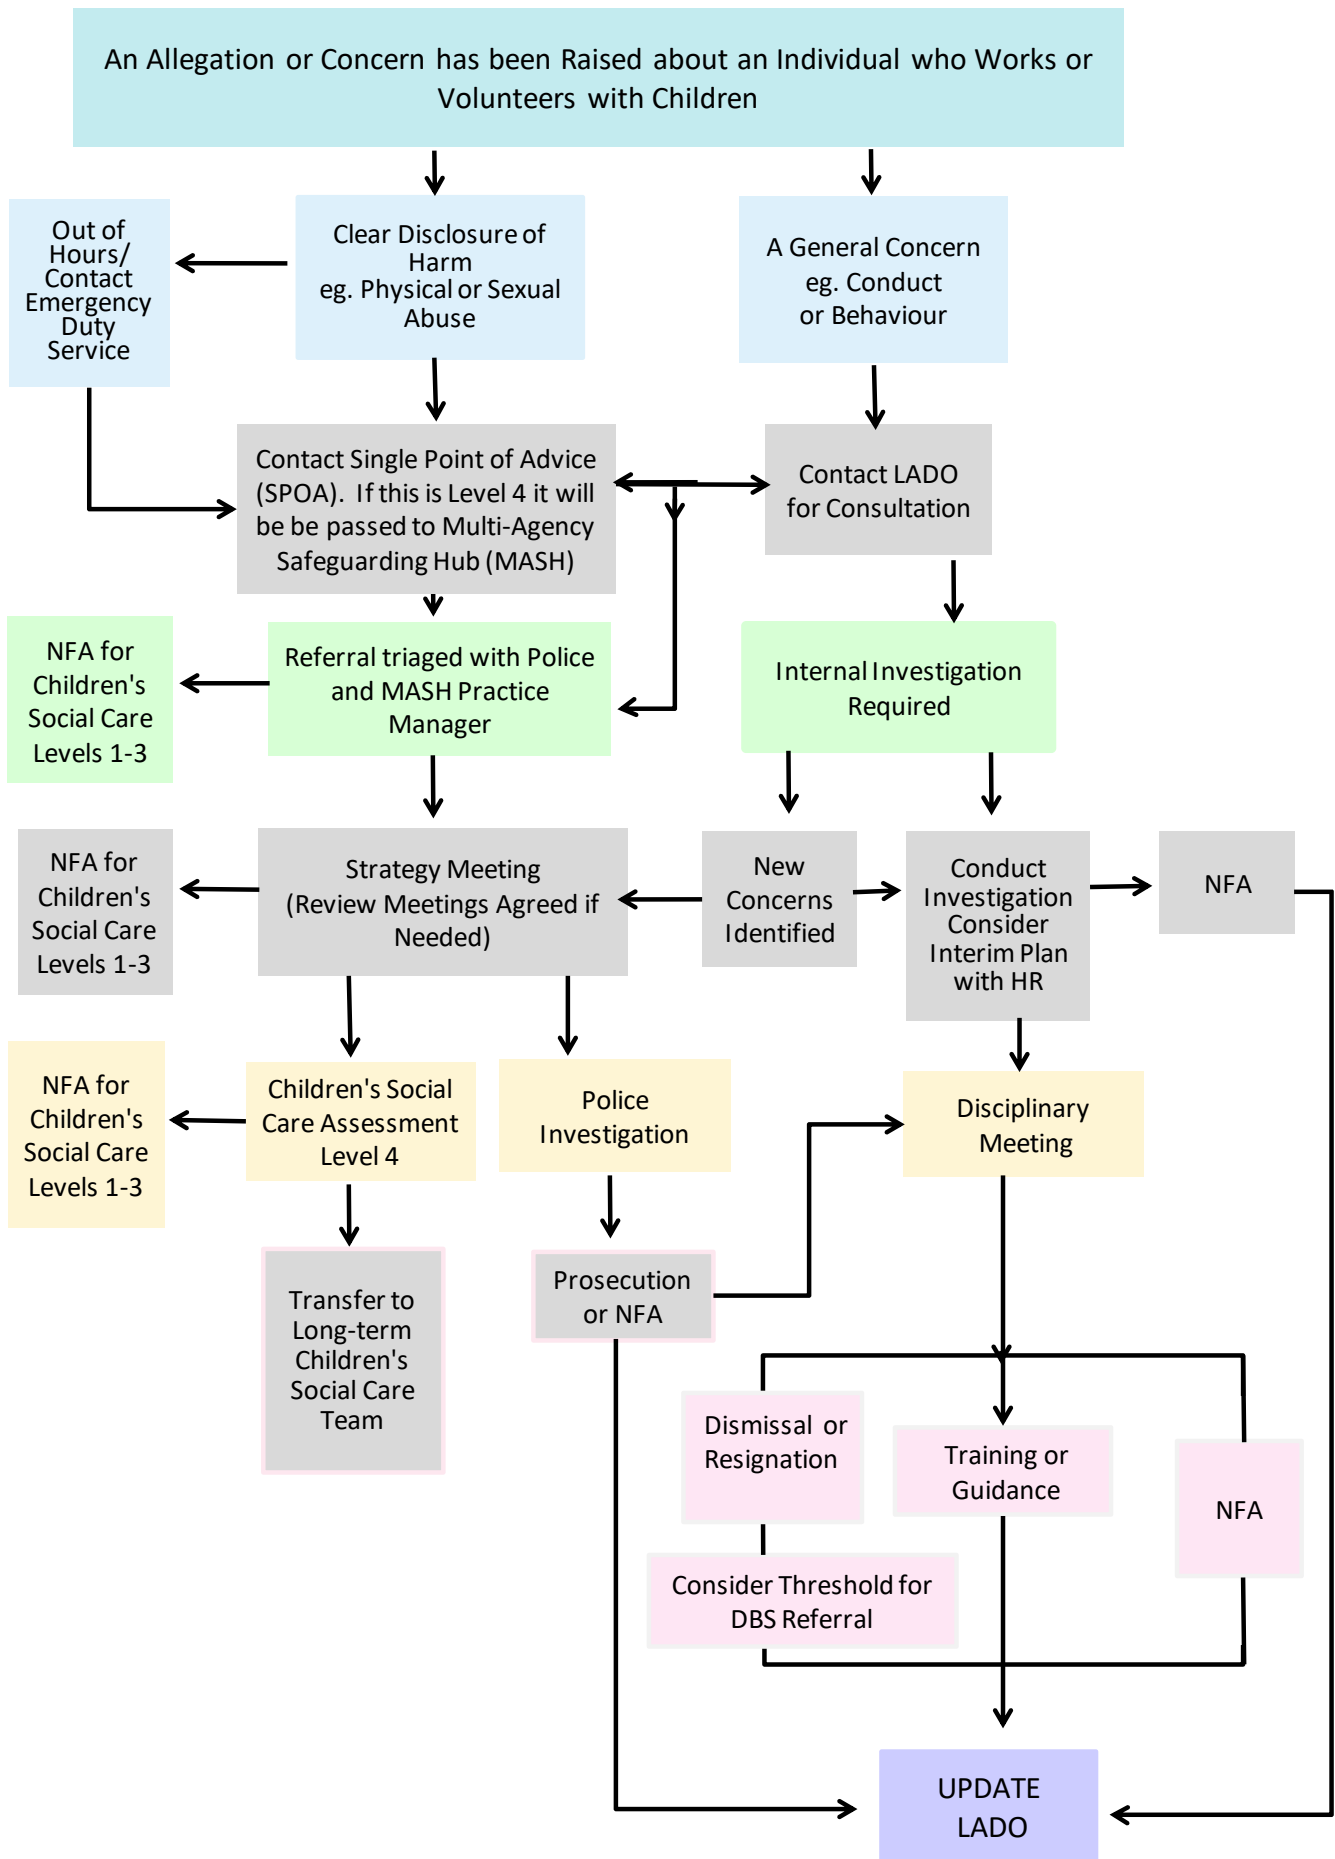 An Allegation or Concern has been Raised about an Individual who Works or
Volunteers with Children
Out of
Hours/
Contact
Emergency
Duty
Service
Clear Disclosure of
Harm
eg. Physical or Sexual
Abuse
A General Concern
eg. Conduct
or Behaviour
Contact Single Point of Advice
(SPOA). If this is Level 4 it will
be be passed to Multi-Agency
Safeguarding Hub (MASH)
Contact LADO
for Consultation
NFA for
Children's
Social Care
Levels 1-3
Referral triaged with Police
and MASH Practice
Manager
Internal Investigation
Required
NFA for
Children's
Social Care
Levels 1-3
Strategy Meeting
(Review Meetings Agreed if
Needed)
New
Concerns
Identified
Conduct
Investigation
Consider
Interim Plan
with HR
NFA
NFA for
Children's
Social Care
Levels 1-3
Children's Social
Care Assessment
Level 4
Police
Investigation
Disciplinary
Meeting
Transfer to
Long-term
Children's
Social Care
Team
Prosecution
or NFA
Dismissal or
Resignation
Training or
Guidance
NFA
Consider Threshold for
DBS Referral
UPDATE
LADO